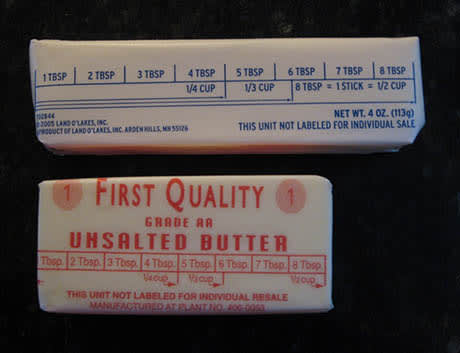 1 TBSP 2 TBSP 3 TBSP 4 TBSP 5 TBSP 6 TBSP 7 TBSP 8 TBSP
1/4 CUP 1/3 CUP 8 TBSP = 1 STICK = 1/2 CUP
© 2005 LAND O'LAKES, INC. NET WT. 4 OZ. (113g)
PRODUCT OF LAND O'LAKES, INC. ARDEN HILLS, MN 55126 THIS UNIT NOT LABELED FOR INDIVIDUAL SALE
1 FIRST QUALITY 1
GRADE AA
UNSALTED BUTTER
Tbsp. 2 Tbsp. 3 Tbsp. 4 Tbsp. 5 Tbsp. 6 Tbsp. 7 Tbsp. 8 Tbsp.
1/4 cup 1/3 cup 1/2 cup
THIS UNIT NOT LABELED FOR INDIVIDUAL RESALE
MANUFACTURED AT PLANT NO.